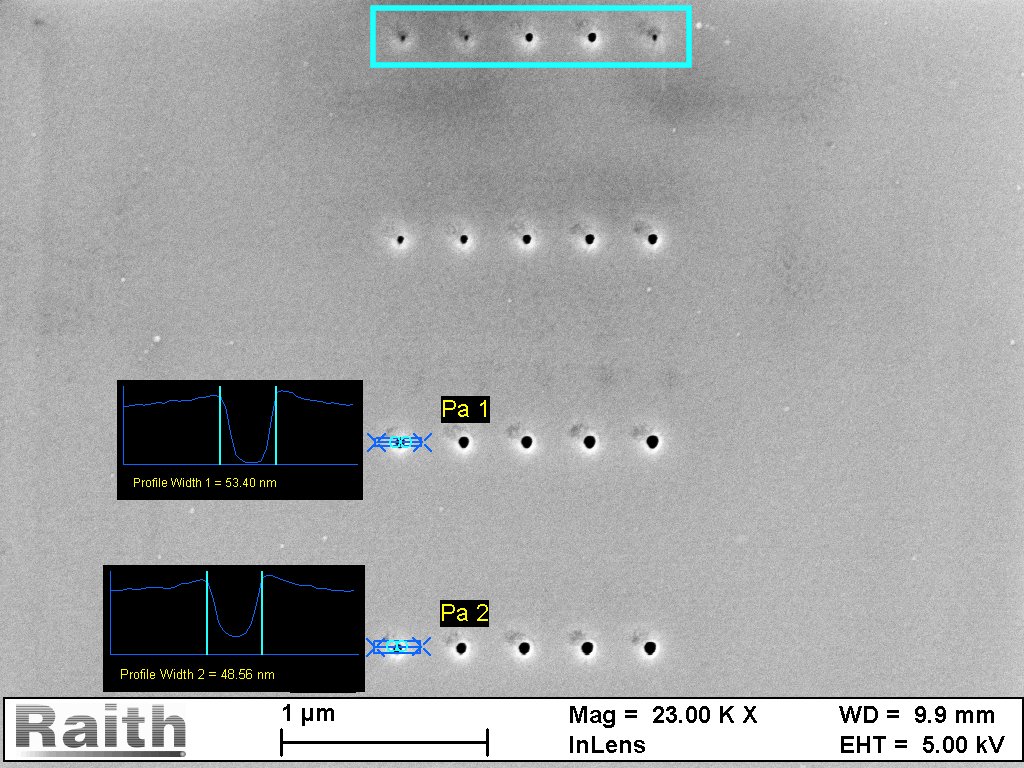 Pa 1
Profile Width 1 = 53.40 nm
Pa 2
Profile Width 2 = 48.56 nm
Raith
1 µm
Mag = 23.00 K X
WD = 9.9 mm
InLens
EHT = 5.00 kV